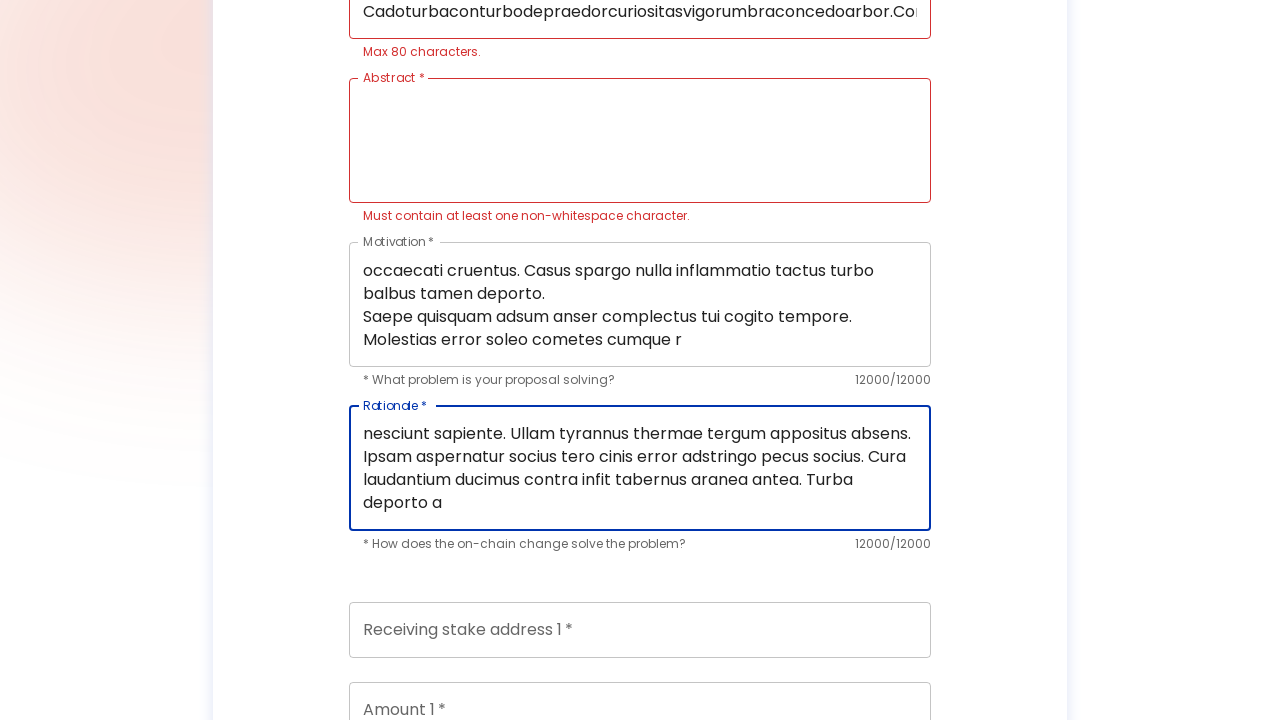 Cadoturbaconturbodepraedorcuriositasvigorumbraconcedoarbor.Co
Max 80 characters.
Abstract *
Must contain at least one non-whitespace character.
Motivation *
occaecati cruentus. Casus spargo nulla inflammatio tactus turbo
balbus tamen deporto.
Saepe quisquam adsum anser complectus tui cogito tempore.
Molestias error soleo cometes cumque r
* What problem is your proposal solving?
12000/12000
Rationale *
nesciunt sapiente. Ullam tyrannus thermae tergum appositus absens.
Ipsam aspernatur socius tero cinis error adstringo pecus socius. Cura
laudantium ducimus contra infit tabernus aranea antea. Turba
deporto a
* How does the on-chain change solve the problem?
12000/12000
Receiving stake address 1 *
Amount 1 *